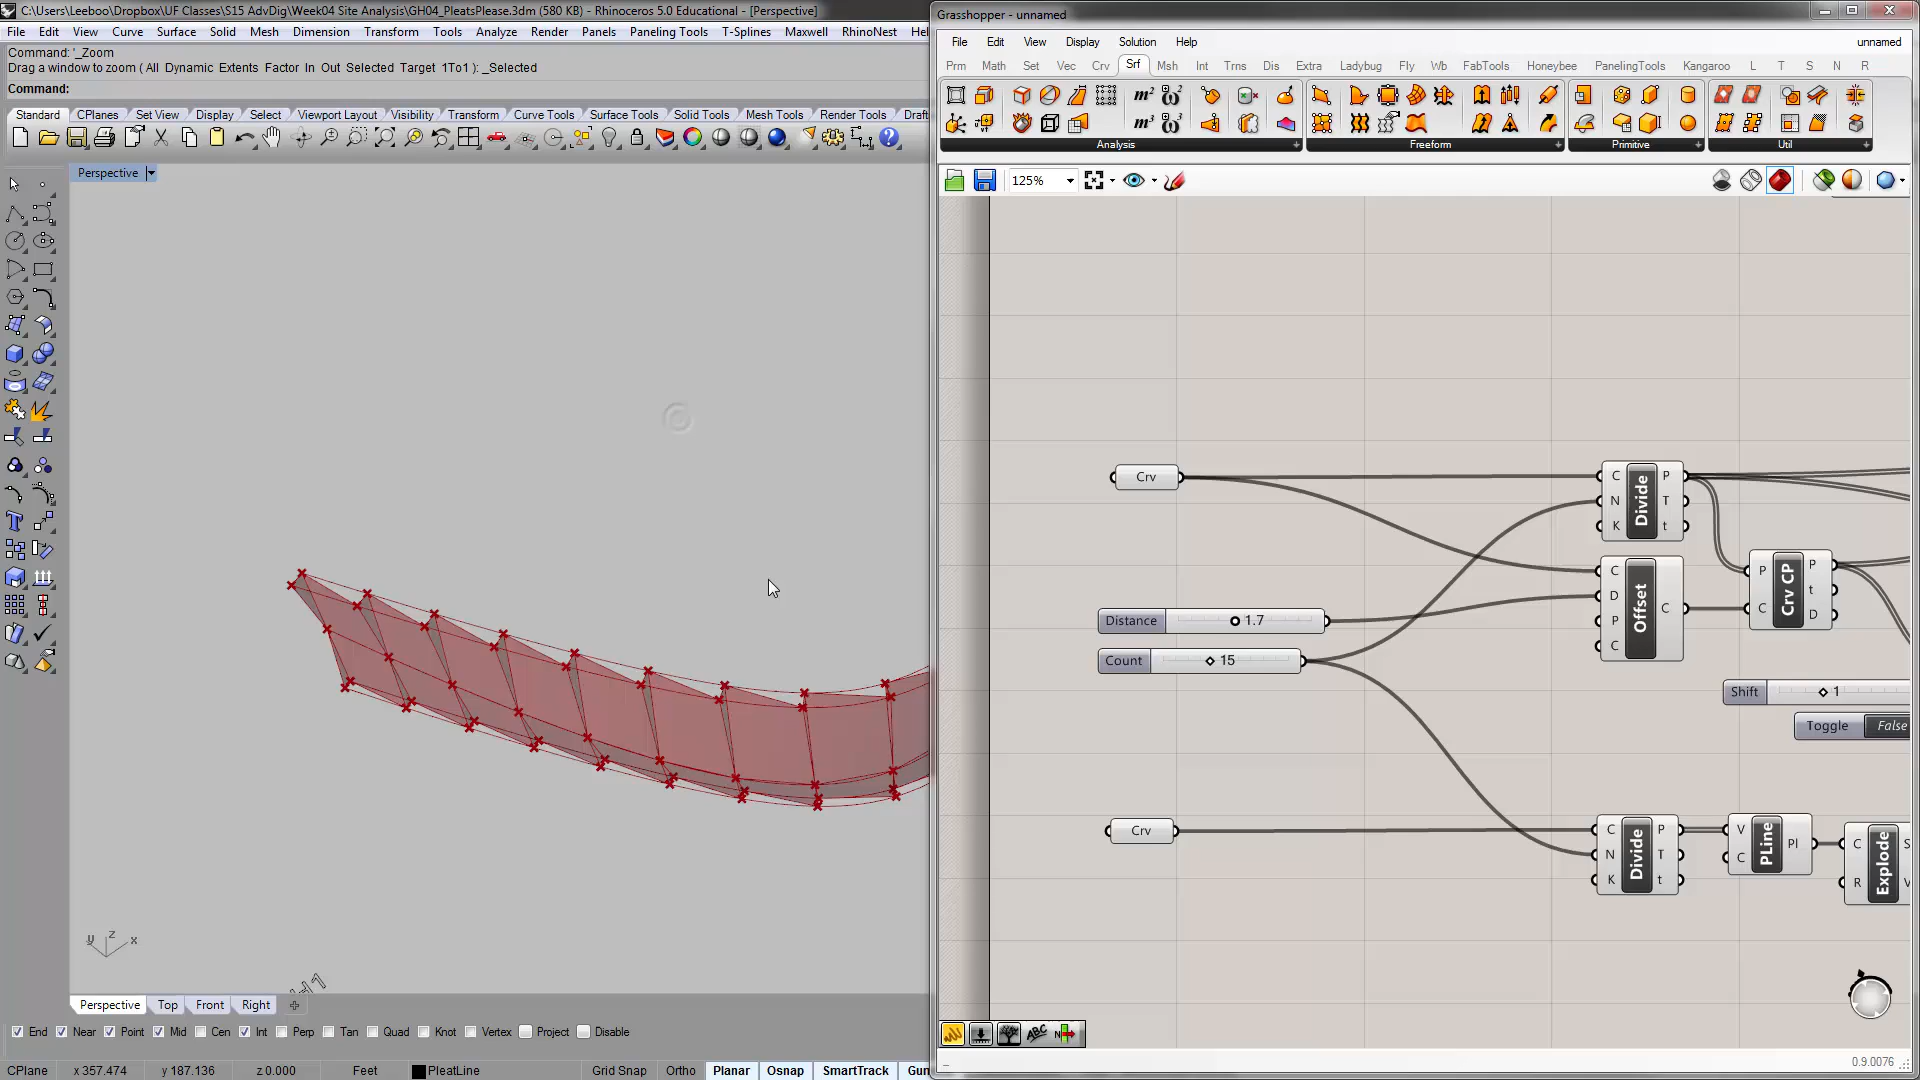 C:\Users\Leeboo\Dropbox\UF Classes\S15 AdvDig\Week04 Site Analysis\GH04_PleatsPlease.3dm (580 KB) - Rhinoceros 5.0 Educational - [Perspective]
File Edit View Curve Surface Solid Mesh Dimension Transform Tools Analyze Render Panels Paneling Tools T-Splines Maxwell RhinoNest Hel
Command: '_Zoom
Drag a window to zoom ( All Dynamic Extents Factor In Out Selected Target 1To1 ): _Selected
Command:
Standard CPlanes Set View Display Select Viewport Layout Visibility Transform Curve Tools Surface Tools Solid Tools Mesh Tools Render Tools Draft
Perspective
z
y x
Perspective Top Front Right
End Near Point Mid Cen Int Perp Tan Quad Knot Vertex Project Disable
CPlane x 357.474 y 187.136 z 0.000 Feet PleatLine Grid Snap Ortho Planar Osnap SmartTrack Gum
Grasshopper - unnamed
File Edit View Display Solution Help unnamed
Prm Math Set Vec Crv Srf Msh Int Trns Dis Extra Ladybug Fly Wb FabTools Honeybee PanelingTools Kangaroo L T S N R
m² ω²
m³ ω³
Analysis Freeform Primitive Util
125%
Crv
C N K Divide P T t
C D P C Offset C
P C Crv CP P t D
Distance 1.7
Count 15
Shift 1
Toggle False
Crv
C N K Divide P T t
V C PLine Pl
C R Explode S V
ABC N
0.9.0076